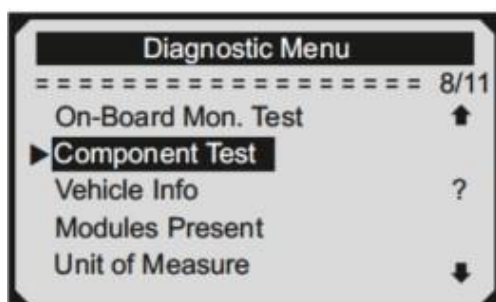 Diagnostic Menu
= = = = = = = = = = = = = = = = = = 8/11
On-Board Mon. Test
Component Test
Vehicle Info ?
Modules Present
Unit of Measure